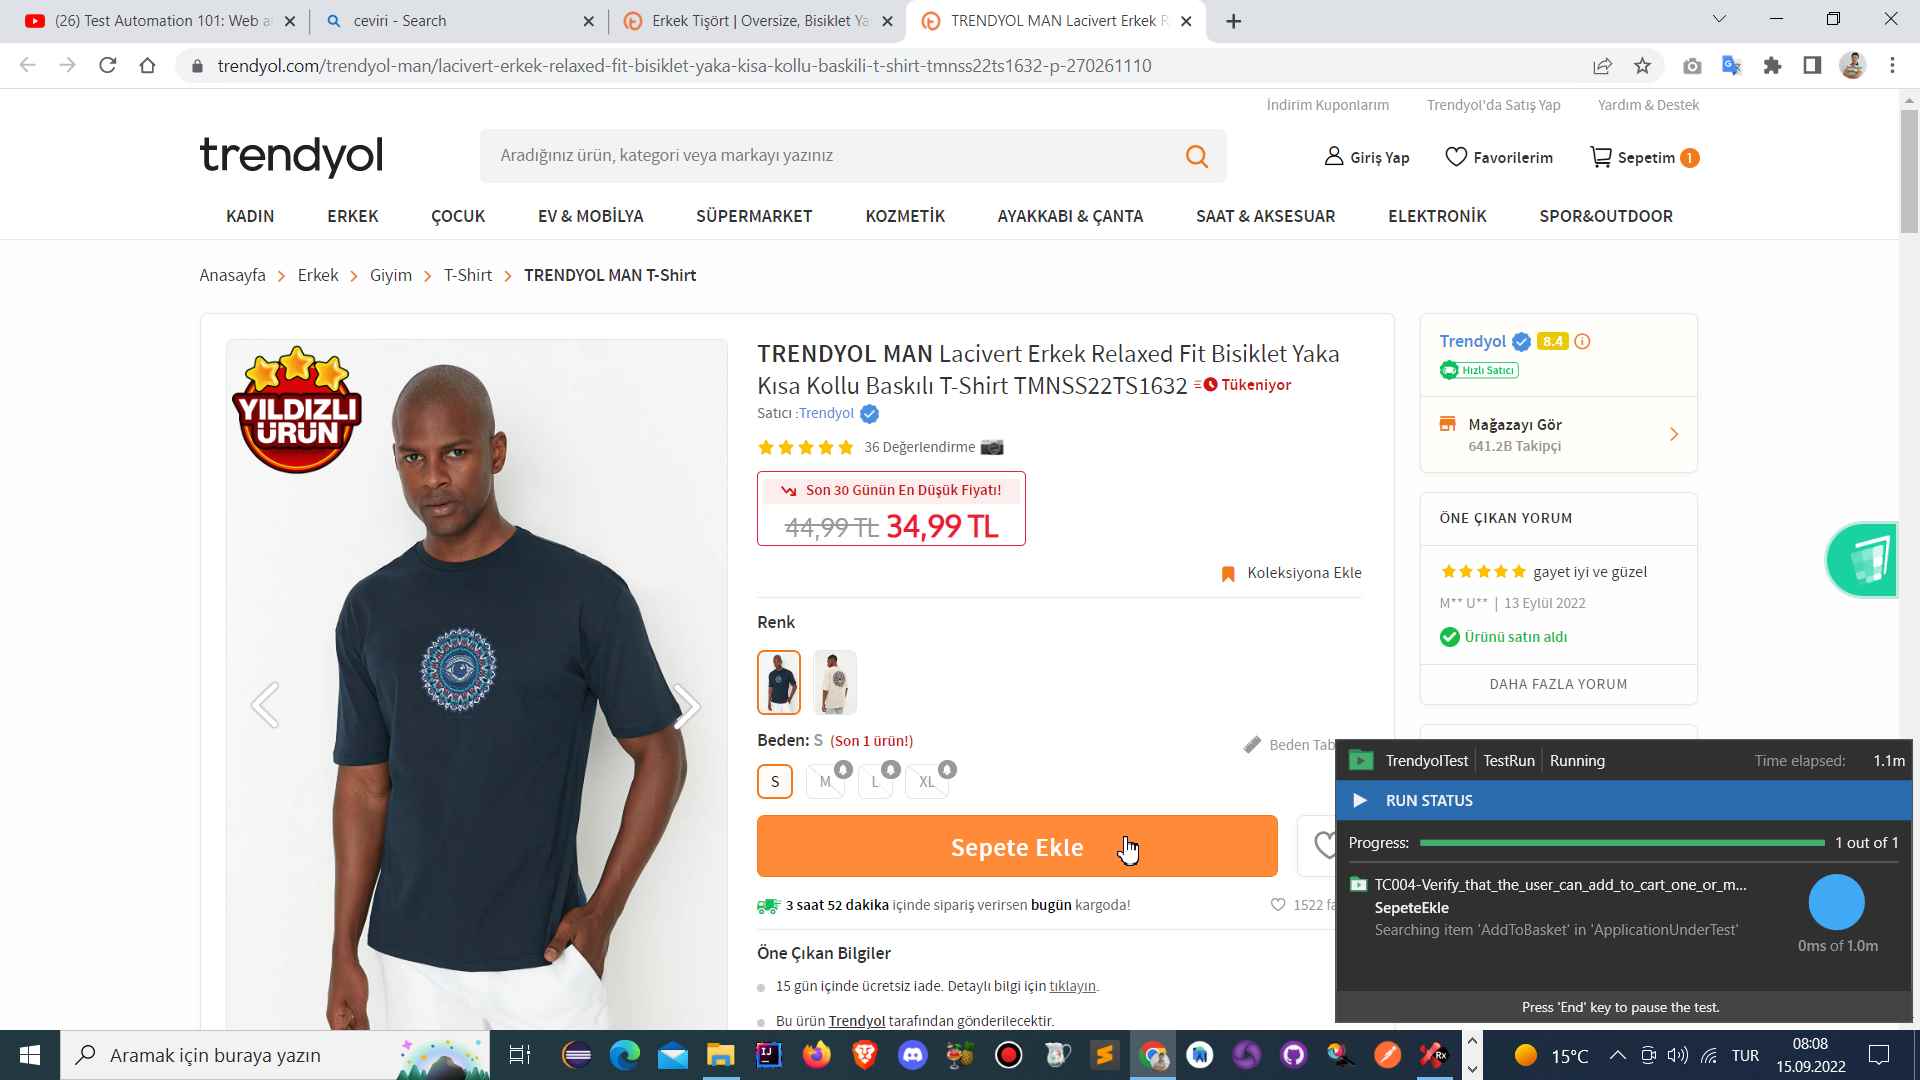 (26) Test Automation 101: Web a
ceviri - Search
Erkek Tişört | Oversize, Bisiklet Ya
TRENDYOL MAN Lacivert Erkek R
trendyol.com/trendyol-man/lacivert-erkek-relaxed-fit-bisiklet-yaka-kisa-kollu-baskili-t-shirt-tmnss22ts1632-p-270261110
İndirim Kuponlarım
Trendyol'da Satış Yap
Yardım & Destek
trendyol
Aradığınız ürün, kategori veya markayı yazınız
Giriş Yap
Favorilerim
Sepetim 1
KADIN
ERKEK
ÇOCUK
EV & MOBİLYA
SÜPERMARKET
KOZMETİK
AYAKKABI & ÇANTA
SAAT & AKSESUAR
ELEKTRONİK
SPOR&OUTDOOR
Anasayfa
Erkek
Giyim
T-Shirt
TRENDYOL MAN T-Shirt
YILDIZLI
ÜRÜN
TRENDYOL MAN Lacivert Erkek Relaxed Fit Bisiklet Yaka
Kısa Kollu Baskılı T-Shirt TMNSS22TS1632 Tükeniyor
Satıcı :Trendyol
36 Değerlendirme
Son 30 Günün En Düşük Fiyatı!
44,99 TL 34,99 TL
Koleksiyona Ekle
Renk
Beden: S (Son 1 ürün!)
Beden Tab
S
M
L
XL
Sepete Ekle
3 saat 52 dakika içinde sipariş verirsen bugün kargoda!
1522 fa
Öne Çıkan Bilgiler
15 gün içinde ücretsiz iade. Detaylı bilgi için tıklayın.
Bu ürün Trendyol tarafından gönderilecektir.
Trendyol 8.4
Hızlı Satıcı
Mağazayı Gör
641.2B Takipçi
ÖNE ÇIKAN YORUM
gayet iyi ve güzel
M** U** | 13 Eylül 2022
Ürünü satın aldı
DAHA FAZLA YORUM
TrendyolTest
TestRun
Running
Time elapsed: 1.1m
RUN STATUS
Progress: 1 out of 1
TC004-Verify_that_the_user_can_add_to_cart_one_or_m...
SepeteEkle
Searching item 'AddToBasket' in 'ApplicationUnderTest'
0ms of 1.0m
Press 'End' key to pause the test.
Aramak için buraya yazın
15°C
TUR
08:08
15.09.2022